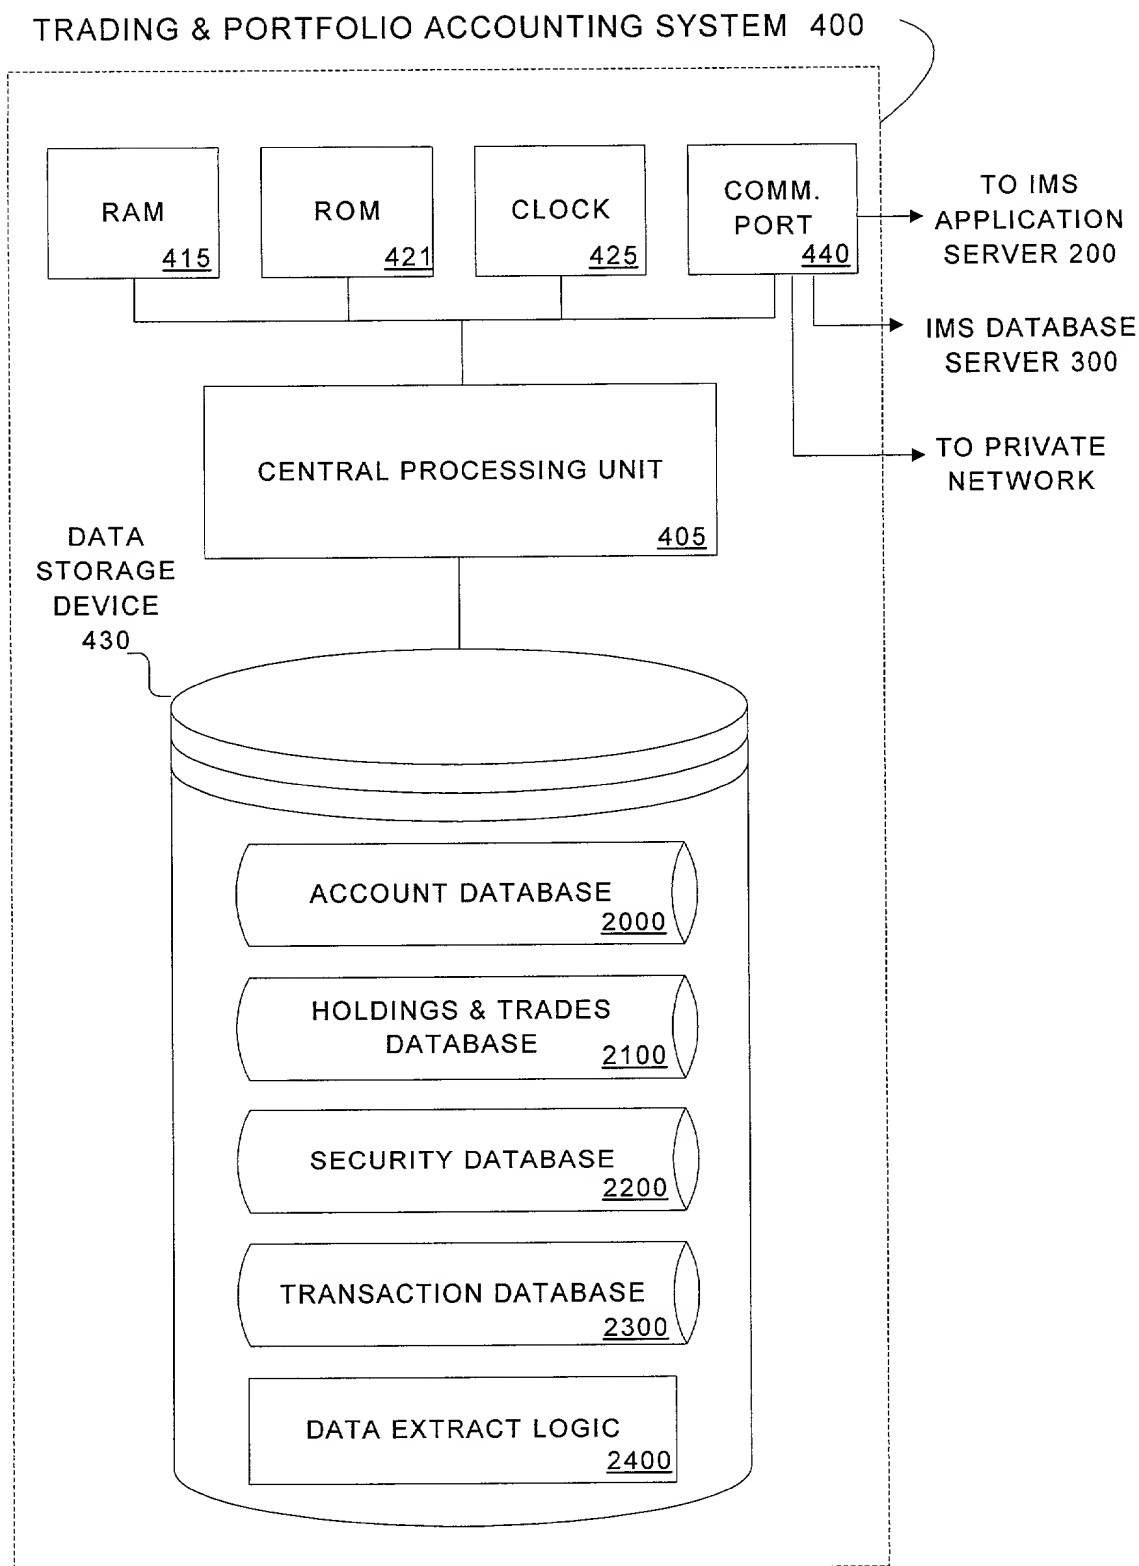 TRADING & PORTFOLIO ACCOUNTING SYSTEM 400
RAM
415
ROM
421
CLOCK
425
COMM.
PORT
440
TO IMS
APPLICATION
SERVER 200
IMS DATABASE
SERVER 300
TO PRIVATE
NETWORK
CENTRAL PROCESSING UNIT
405
DATA
STORAGE
DEVICE
430
ACCOUNT DATABASE
2000
HOLDINGS & TRADES
DATABASE
2100
SECURITY DATABASE
2200
TRANSACTION DATABASE
2300
DATA EXTRACT LOGIC
2400